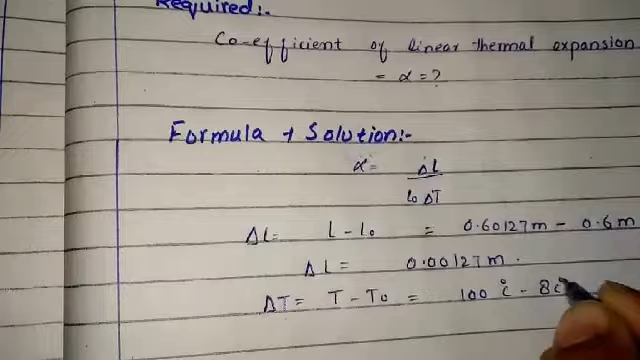 Required:-
Co-efficient of linear thermal expansion
= α = ?
Formula + Solution:-
α = ΔL
L₀ ΔT
ΔL = L - L₀ = 0.60127m - 0.6m
ΔL = 0.00127m.
ΔT = T - T₀ = 100°C - 8°C